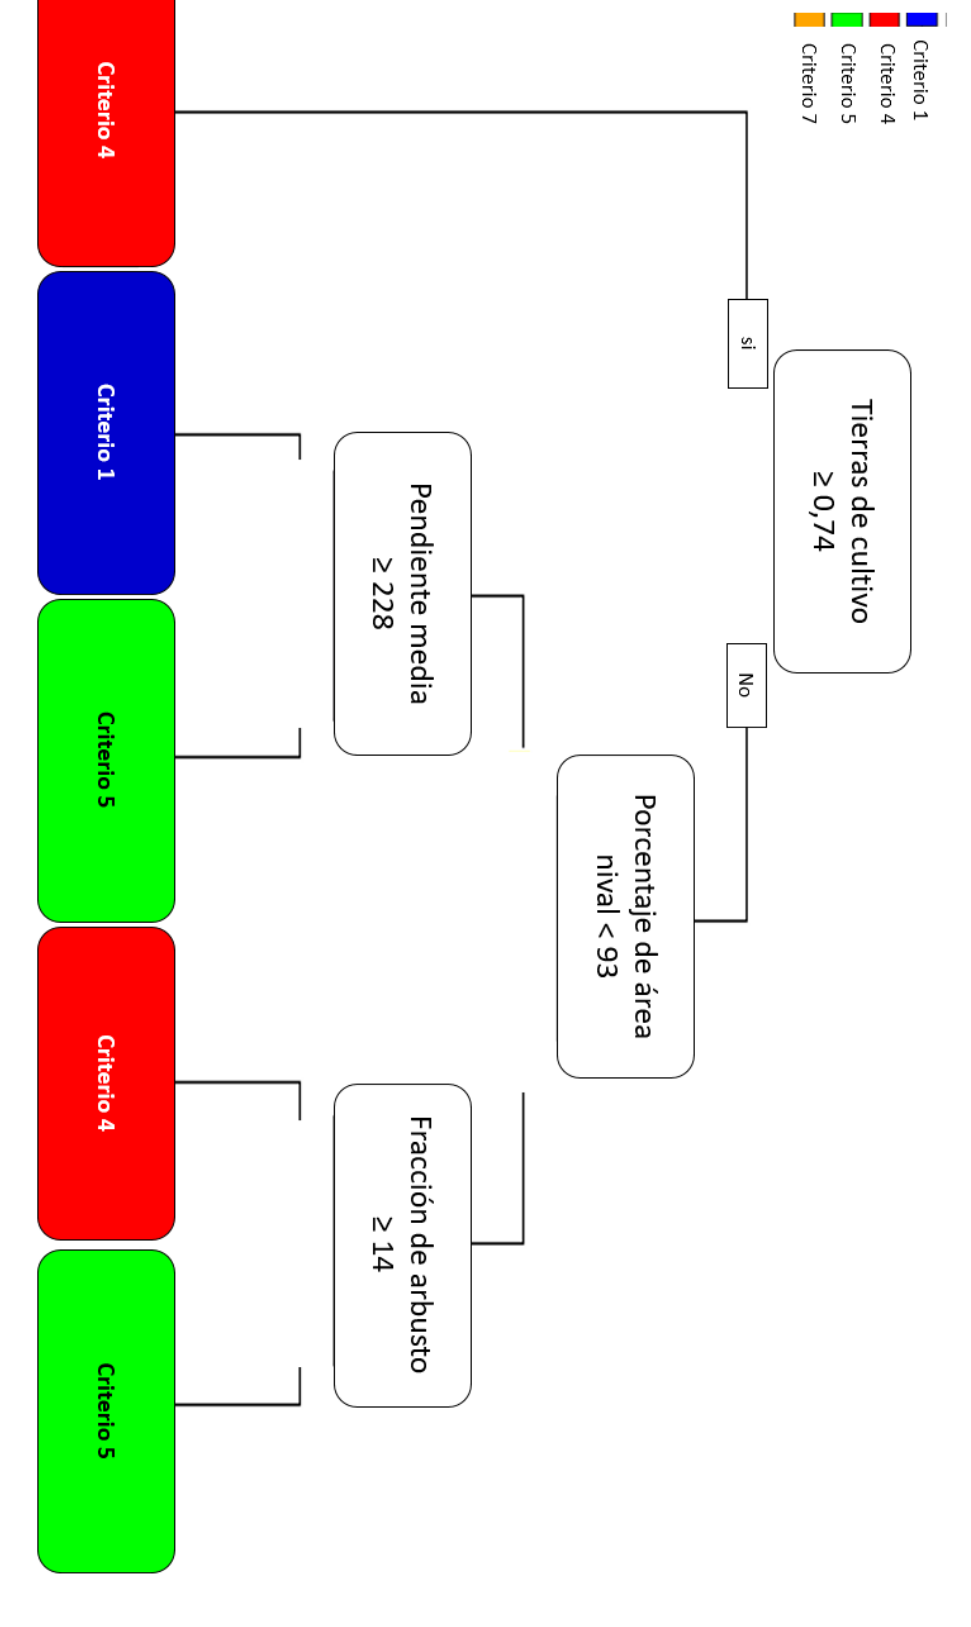 Criterio 1
Criterio 4
Criterio 5
Criterio 7
Tierras de cultivo
≥ 0,74
si
No
Porcentaje de área
nival < 93
Pendiente media
≥ 228
Fracción de arbusto
≥ 14
Criterio 4
Criterio 1
Criterio 5
Criterio 4
Criterio 5